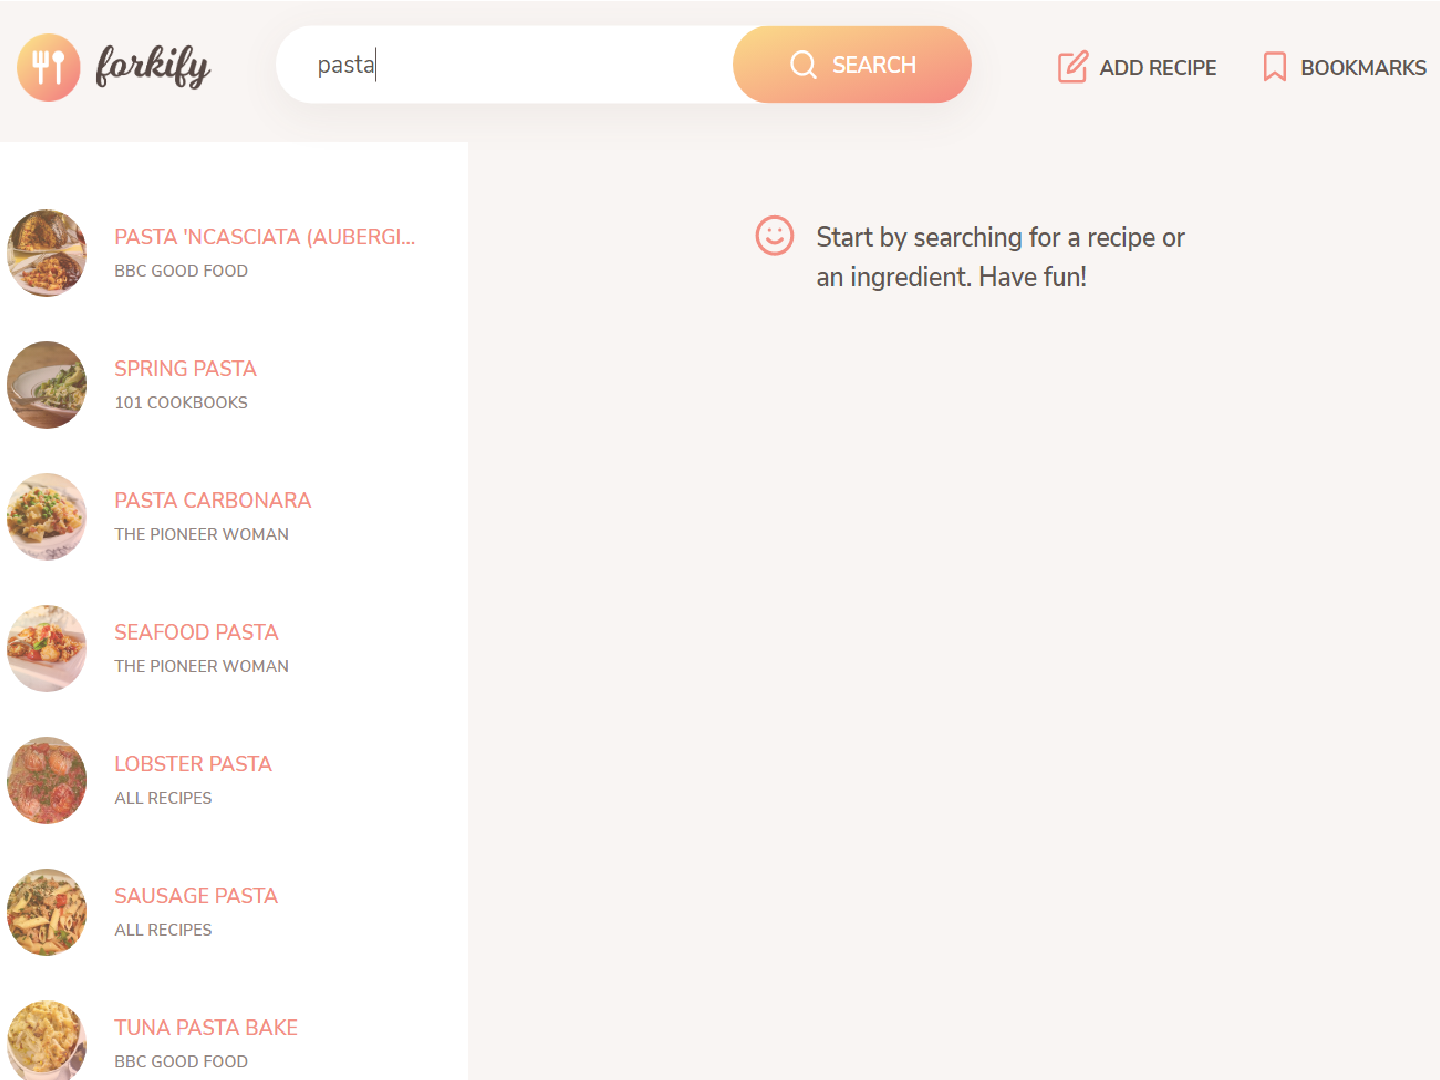 forkify
pasta
SEARCH
ADD RECIPE
BOOKMARKS
PASTA 'NCASCIATA (AUBERGI...
BBC GOOD FOOD
SPRING PASTA
101 COOKBOOKS
PASTA CARBONARA
THE PIONEER WOMAN
SEAFOOD PASTA
THE PIONEER WOMAN
LOBSTER PASTA
ALL RECIPES
SAUSAGE PASTA
ALL RECIPES
TUNA PASTA BAKE
BBC GOOD FOOD
Start by searching for a recipe or
an ingredient. Have fun!